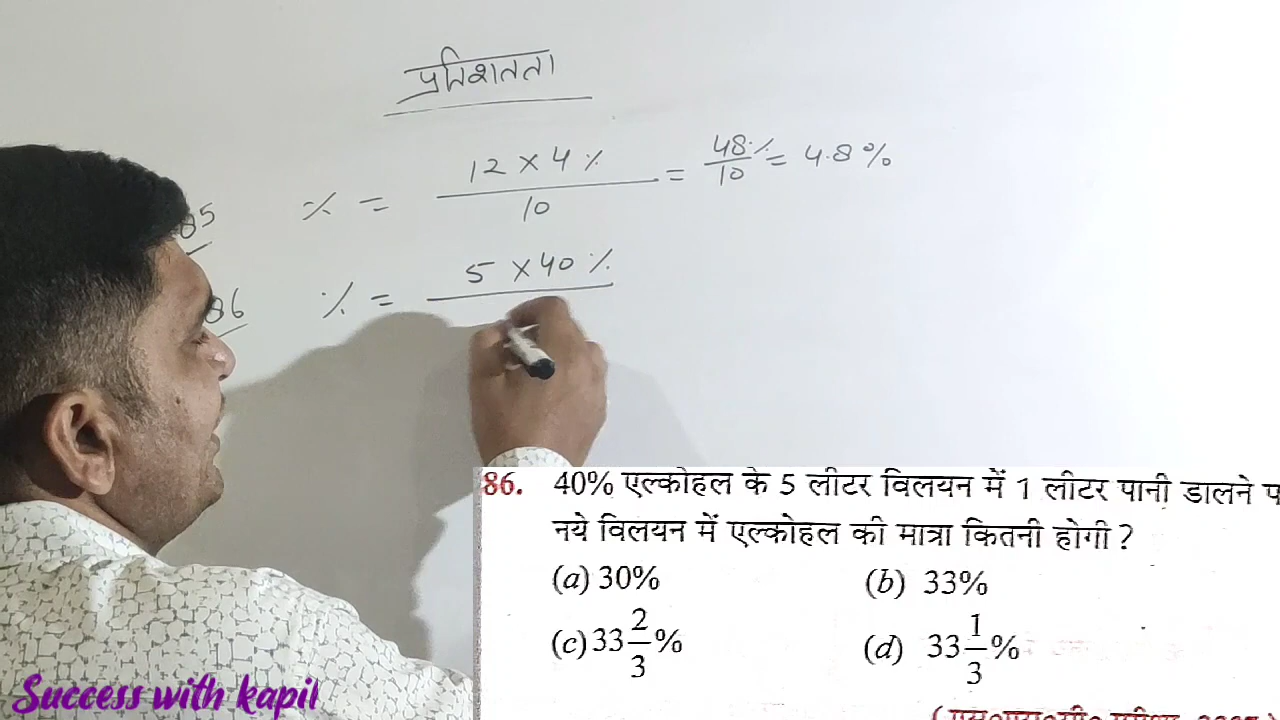 प्रतिशतता
85 % = 12 × 4 % / 10 = 48 % / 10 = 4.8 %
86 % = 5 × 40 %
86. 40% एल्कोहल के 5 लीटर विलयन में 1 लीटर पानी डालने
नये विलयन में एल्कोहल की मात्रा कितनी होगी ?
(a) 30% (b) 33%
(c) 33 2/3 % (d) 33 1/3 %
Success with kapil